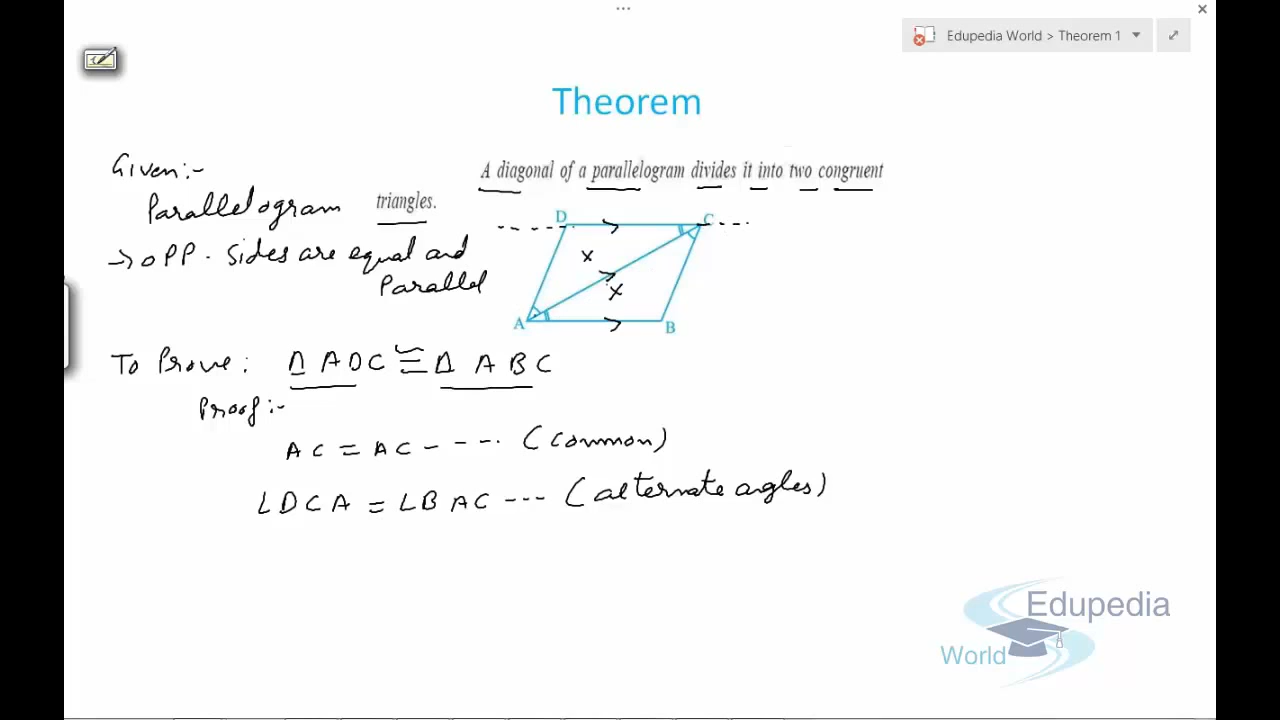 Edupedia World > Theorem 1
Theorem
Given:-
A diagonal of a parallelogram divides it into two congruent
Parallelogram
triangles.
D C
→ opp. sides are equal and
Parallel
A B
To Prove: Δ ADC ≅ Δ ABC
Proof:-
AC = AC - - - -. (common)
∠DCA = ∠BAC --- (alternate angles)
Edupedia
World